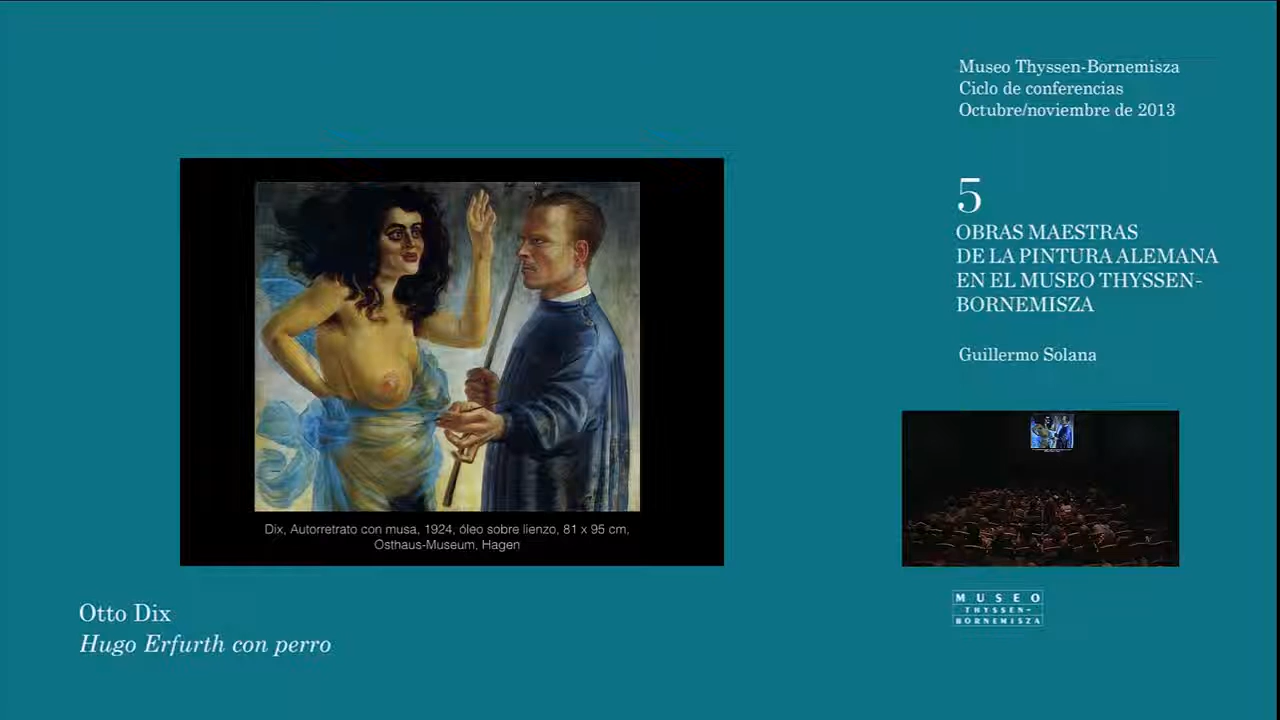 Museo Thyssen-Bornemisza
Ciclo de conferencias
Octubre/noviembre de 2013
5
OBRAS MAESTRAS
DE LA PINTURA ALEMANA
EN EL MUSEO THYSSEN-
BORNEMISZA
Guillermo Solana
Dix, Autorretrato con musa, 1924, óleo sobre lienzo, 81 x 95 cm,
Osthaus-Museum, Hagen
Otto Dix
Hugo Erfurth con perro
MUSEO
THYSSEN-
BORNEMISZA